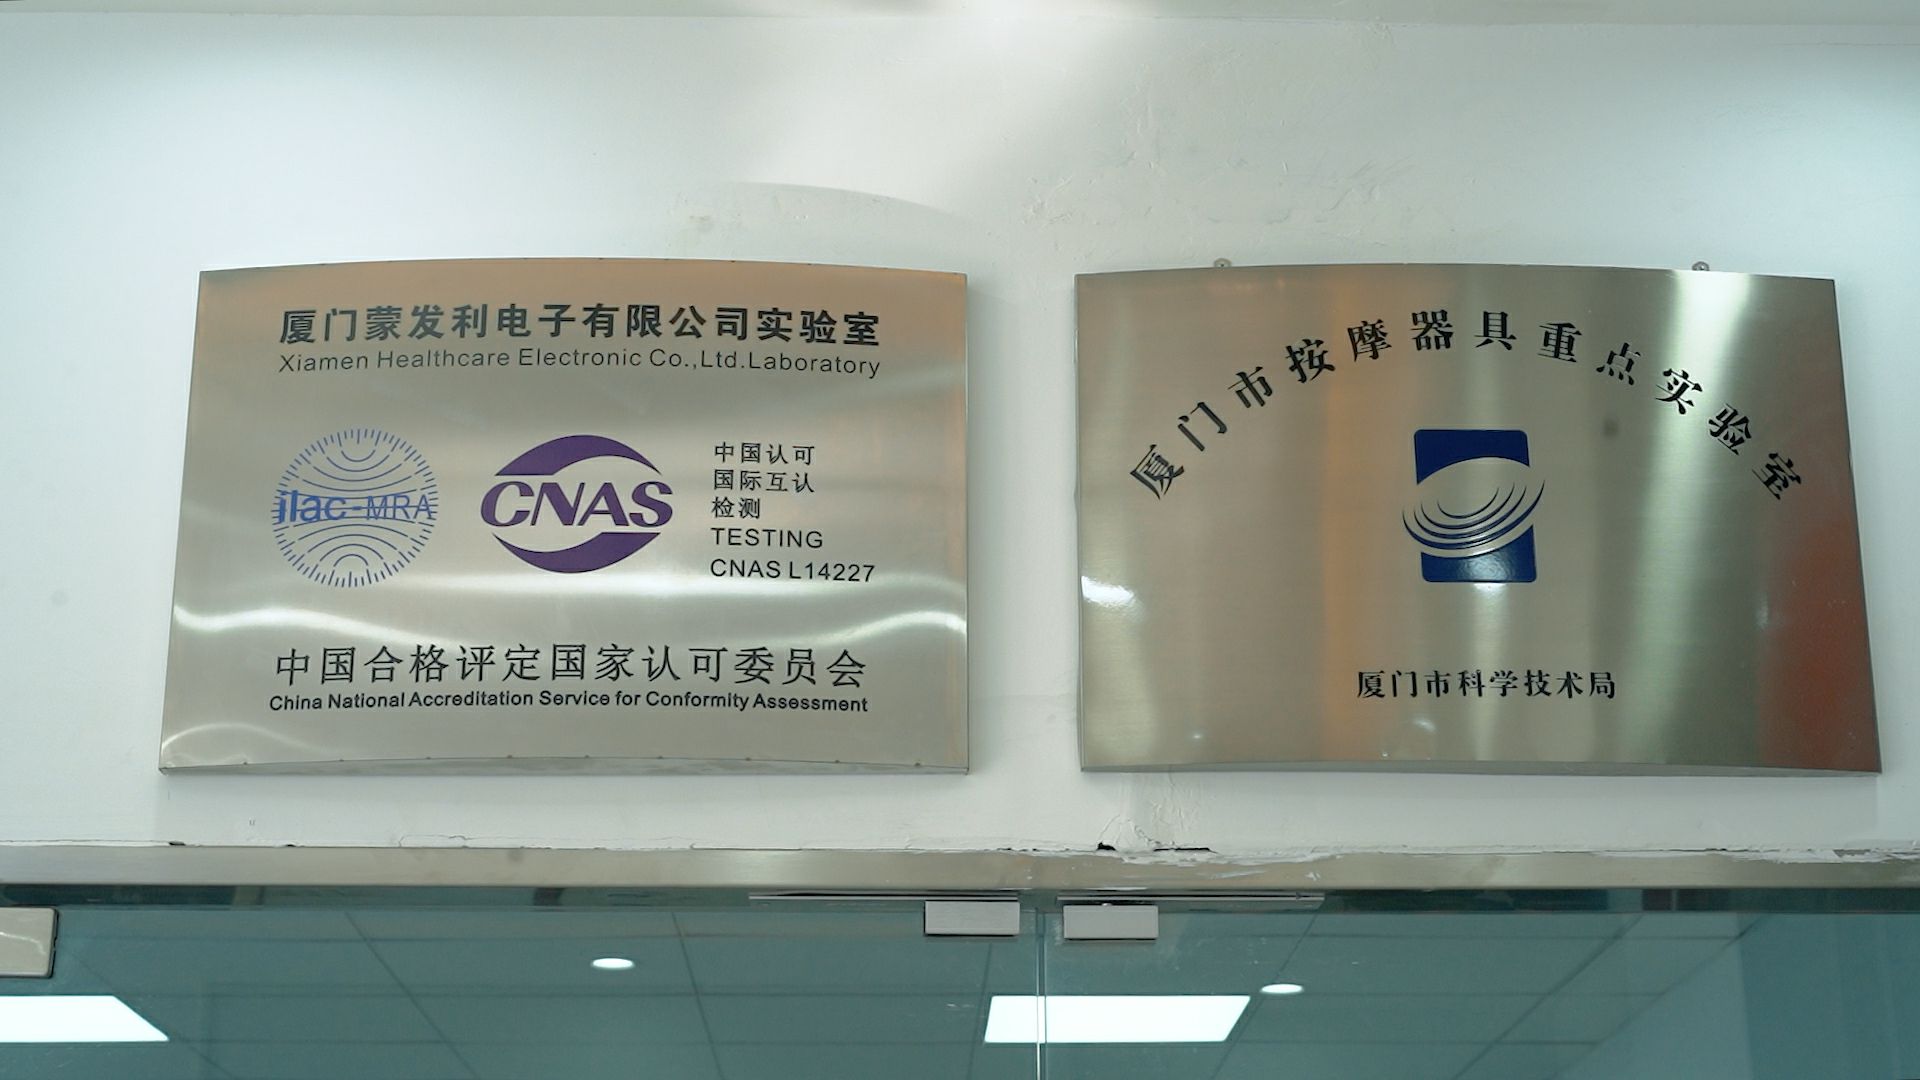 厦门蒙发利电子有限公司实验室
Xiamen Healthcare Electronic Co.,Ltd.Laboratory
ilac-MRA
CNAS
中国认可
国际互认
检测
TESTING
CNAS L14227
中国合格评定国家认可委员会
China National Accreditation Service for Conformity Assessment
厦门市按摩器具重点实验室
厦门市科学技术局